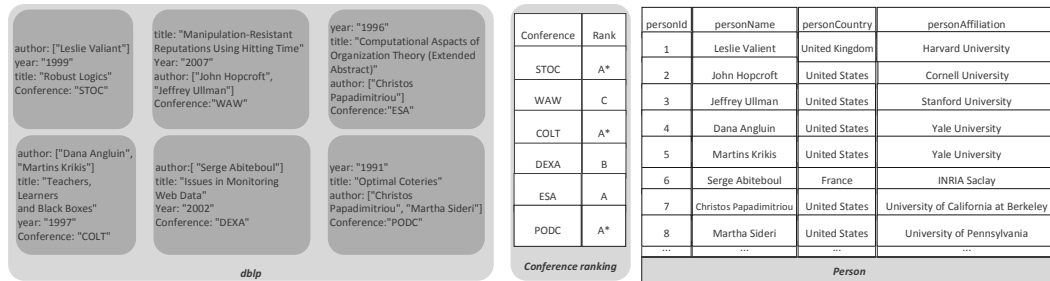 author: ["Leslie Valiant"]
year: "1999"
title: "Robust Logics"
Conference: "STOC"
title: "Manipulation-Resistant
Reputations Using Hitting Time"
Year: "2007"
author: ["John Hopcroft",
"Jeffrey Ullman"]
Conference:"WAW"
year: "1996"
title: "Computational Aspacts of
Organization Theory (Extended
Abstract)"
author: ["Christos
Papadimitriou"]
Conference:"ESA"
author: ["Dana Angluin",
"Martins Krikis"]
title: "Teachers,
Learners
and Black Boxes"
year: "1997"
Conference: "COLT"
author:[ "Serge Abiteboul"]
title: "Issues in Monitoring
Web Data"
Year: "2002"
Conference: "DEXA"
year: "1991"
title: "Optimal Coteries"
author: ["Christos
Papadimitriou", "Martha Sideri"]
Conference:"PODC"
dblp
Conference Rank
STOC A*
WAW C
COLT A*
DEXA B
ESA A
PODC A*
Conference ranking
personId personName personCountry personAffiliation
1 Leslie Valient United Kingdom Harvard University
2 John Hopcroft United States Cornell University
3 Jeffrey Ullman United States Stanford University
4 Dana Angluin United States Yale University
5 Martins Krikis United States Yale University
6 Serge Abiteboul France INRIA Saclay
7 Christos Papadimitriou United States University of California at Berkeley
8 Martha Sideri United States University of Pennsylvania
... ... ... ...
Person